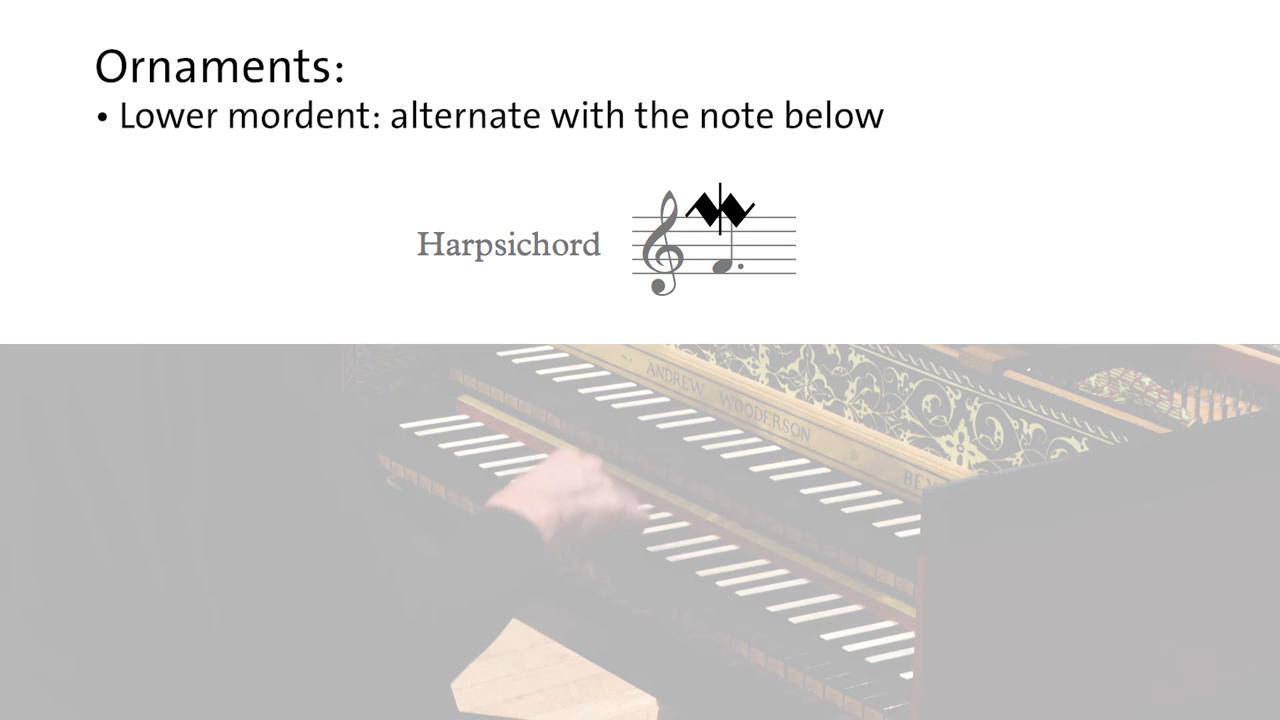 Ornaments:
• Lower mordent: alternate with the note below
Harpsichord
ANDREW WOODERSON